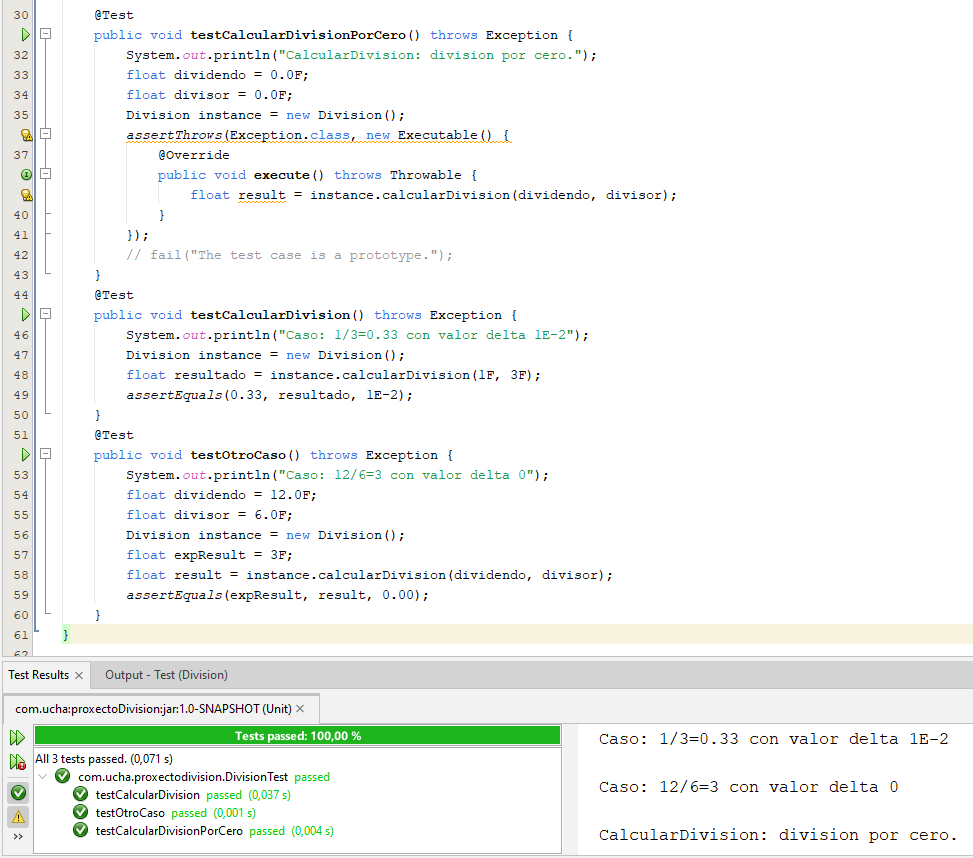 30 @Test
public void testCalcularDivisionPorCero() throws Exception {
32 System.out.println("CalcularDivision: division por cero.");
33 float dividendo = 0.0F;
34 float divisor = 0.0F;
35 Division instance = new Division();
assertThrows(Exception.class, new Executable() {
37 @Override
public void execute() throws Throwable {
float result = instance.calcularDivision(dividendo, divisor);
40 }
41 });
42 // fail("The test case is a prototype.");
43 }
44 @Test
public void testCalcularDivision() throws Exception {
46 System.out.println("Caso: 1/3=0.33 con valor delta 1E-2");
47 Division instance = new Division();
48 float resultado = instance.calcularDivision(1F, 3F);
49 assertEquals(0.33, resultado, 1E-2);
50 }
51 @Test
public void testOtroCaso() throws Exception {
53 System.out.println("Caso: 12/6=3 con valor delta 0");
54 float dividendo = 12.0F;
55 float divisor = 6.0F;
56 Division instance = new Division();
57 float expResult = 3F;
58 float result = instance.calcularDivision(dividendo, divisor);
59 assertEquals(expResult, result, 0.00);
60 }
61 }
62
Test Results × Output - Test (Division)
com.ucha:proxectoDivision:jar:1.0-SNAPSHOT (Unit) ×
Tests passed: 100,00 %
All 3 tests passed. (0,071 s)
com.ucha.proxectodivision.DivisionTest passed
testCalcularDivision passed (0,037 s)
testOtroCaso passed (0,001 s)
testCalcularDivisionPorCero passed (0,004 s)
Caso: 1/3=0.33 con valor delta 1E-2
Caso: 12/6=3 con valor delta 0
CalcularDivision: division por cero.